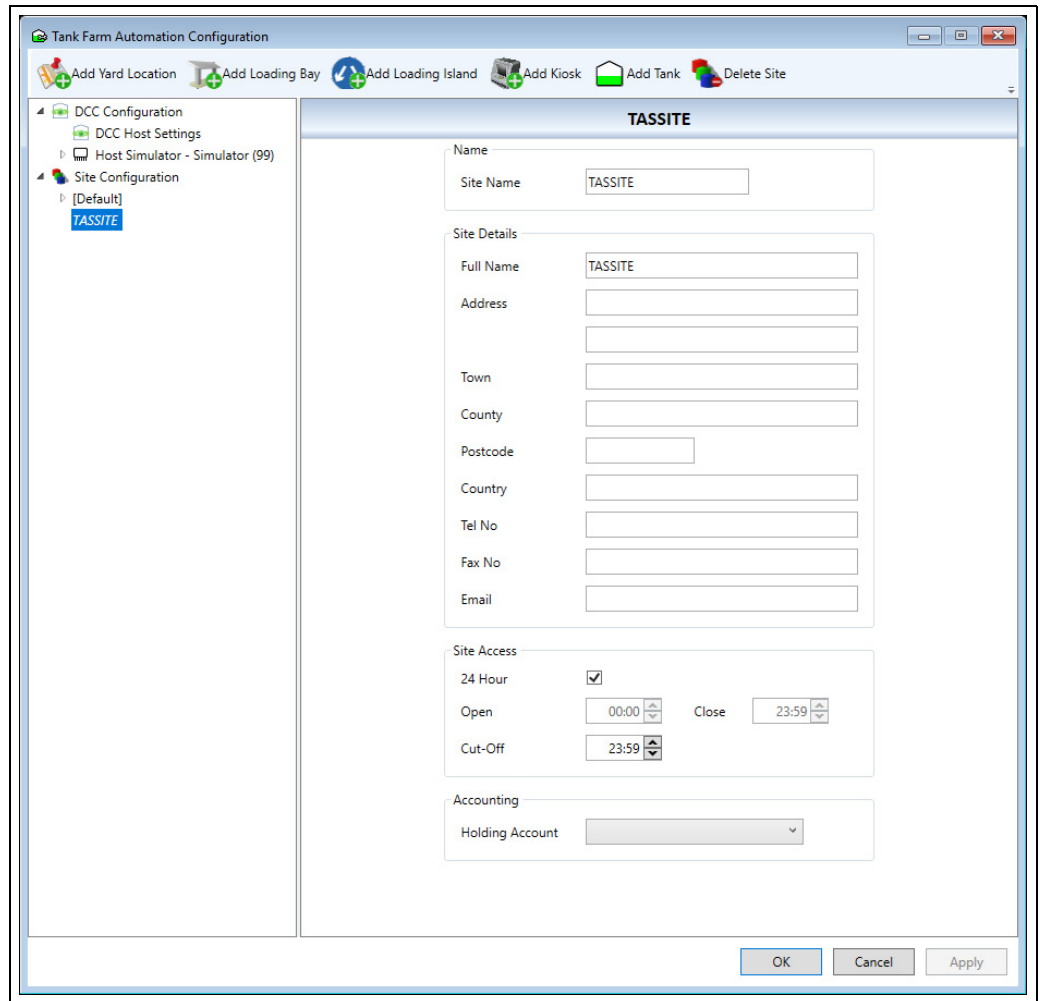 Tank Farm Automation Configuration
Add Yard Location Add Loading Bay Add Loading Island Add Kiosk Add Tank Delete Site
DCC Configuration
DCC Host Settings
Host Simulator - Simulator (99)
Site Configuration
[Default]
TASSITE
TASSITE
Name
Site Name TASSITE
Site Details
Full Name TASSITE
Address
Town
County
Postcode
Country
Tel No
Fax No
Email
Site Access
24 Hour
Open 00:00 Close 23:59
Cut-Off 23:59
Accounting
Holding Account
OK Cancel Apply